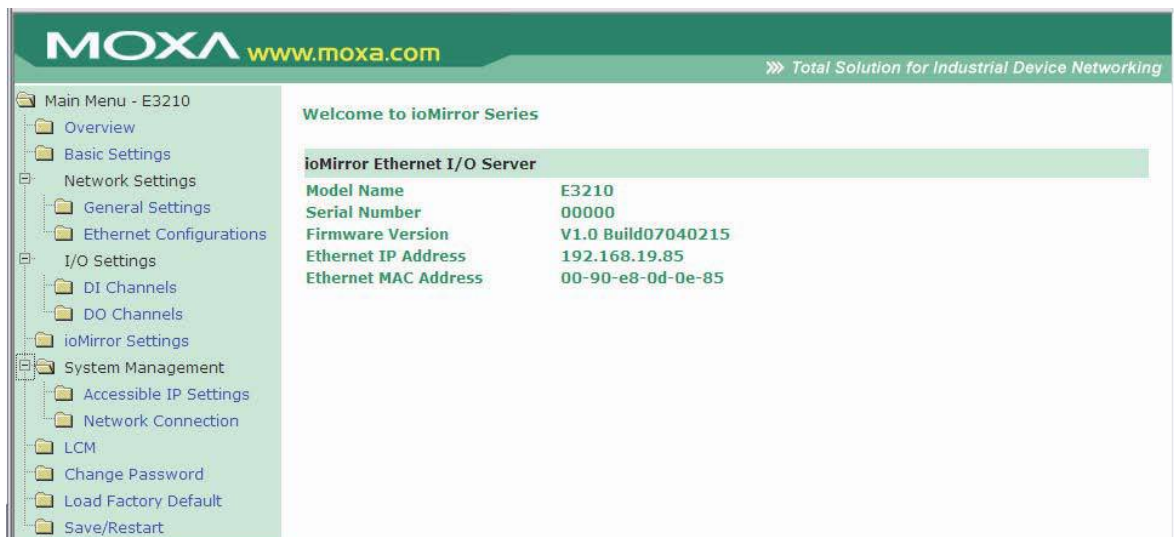 MOXA www.moxa.com
Total Solution for Industrial Device Networking
Main Menu - E3210
Overview
Basic Settings
Network Settings
General Settings
Ethernet Configurations
I/O Settings
DI Channels
DO Channels
ioMirror Settings
System Management
Accessible IP Settings
Network Connection
LCM
Change Password
Load Factory Default
Save/Restart
Welcome to ioMirror Series
ioMirror Ethernet I/O Server
Model Name E3210
Serial Number 00000
Firmware Version V1.0 Build07040215
Ethernet IP Address 192.168.19.85
Ethernet MAC Address 00-90-e8-0d-0e-85